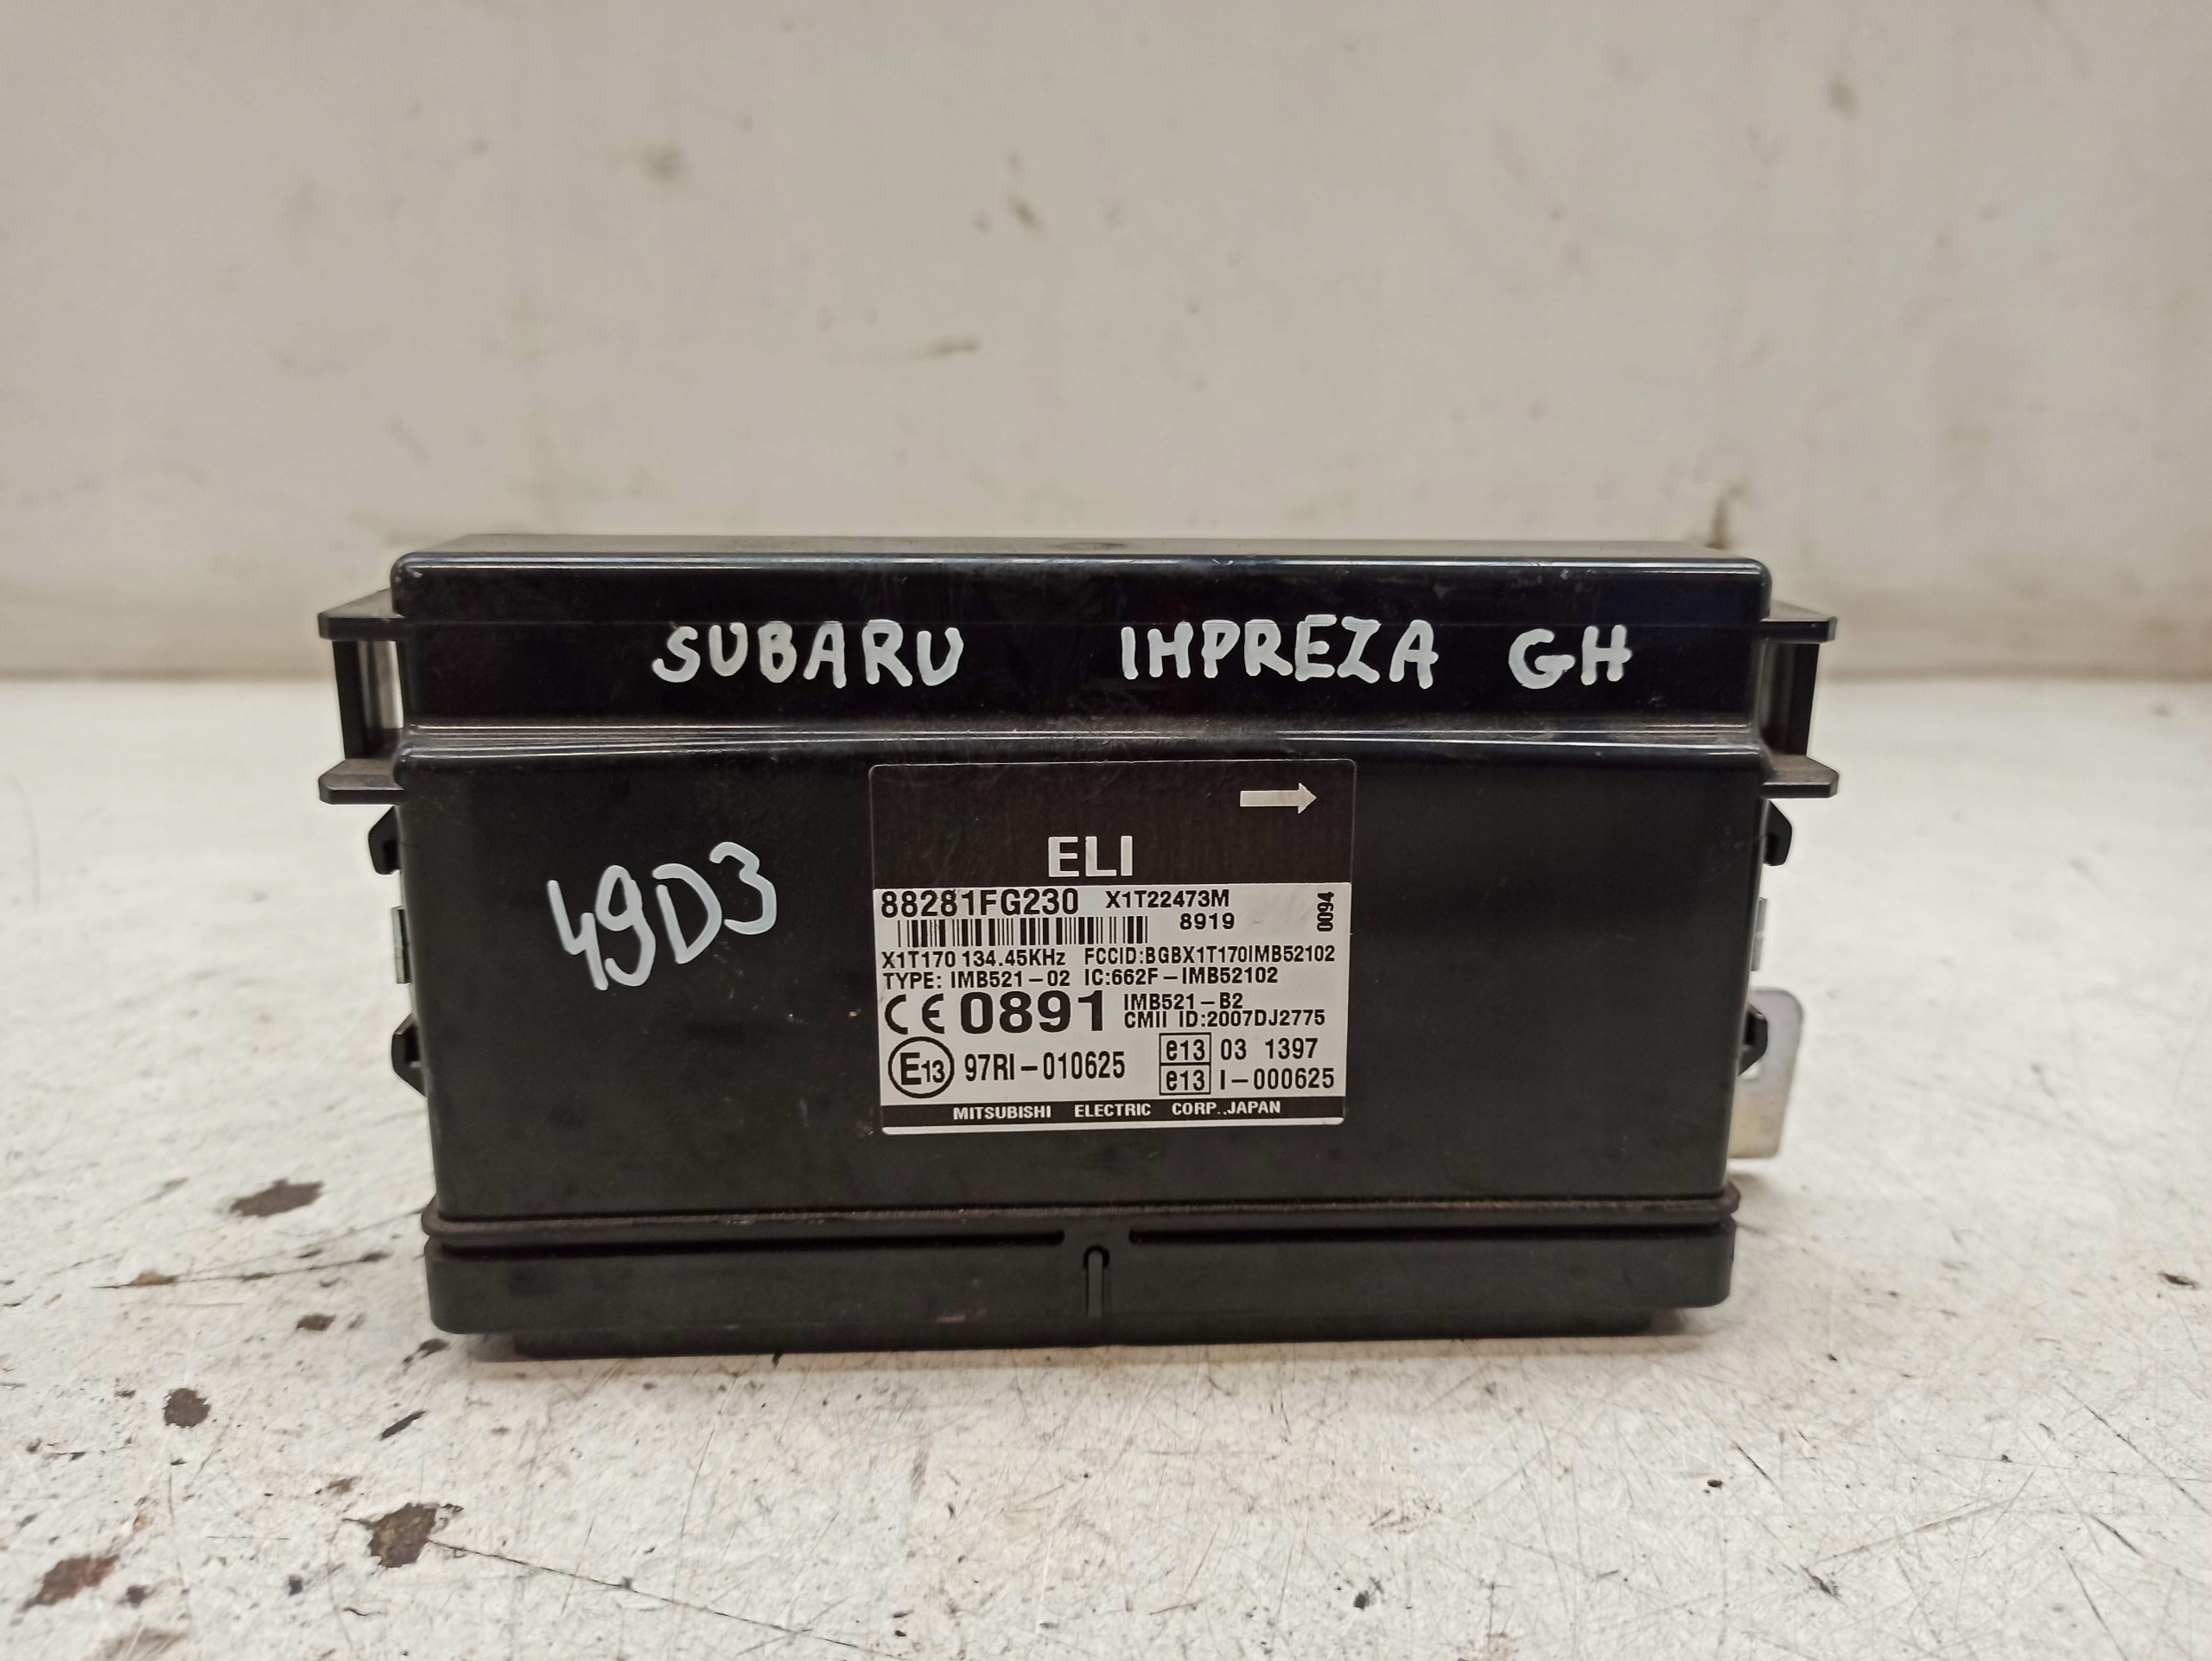 SUBARU IMPREZA GH
49D3
ELI
88281FG230 X1T22473M
8919
0094
X1T170 134.45KHz FCCID:BGBX1T170IMB52102
TYPE: IMB521-02 IC:662F-IMB52102
CE 0891 IMB521-B2
CMII ID:2007DJ2775
E13 97RI-010625 e13 03 1397
e13 I-000625
MITSUBISHI ELECTRIC CORP. JAPAN